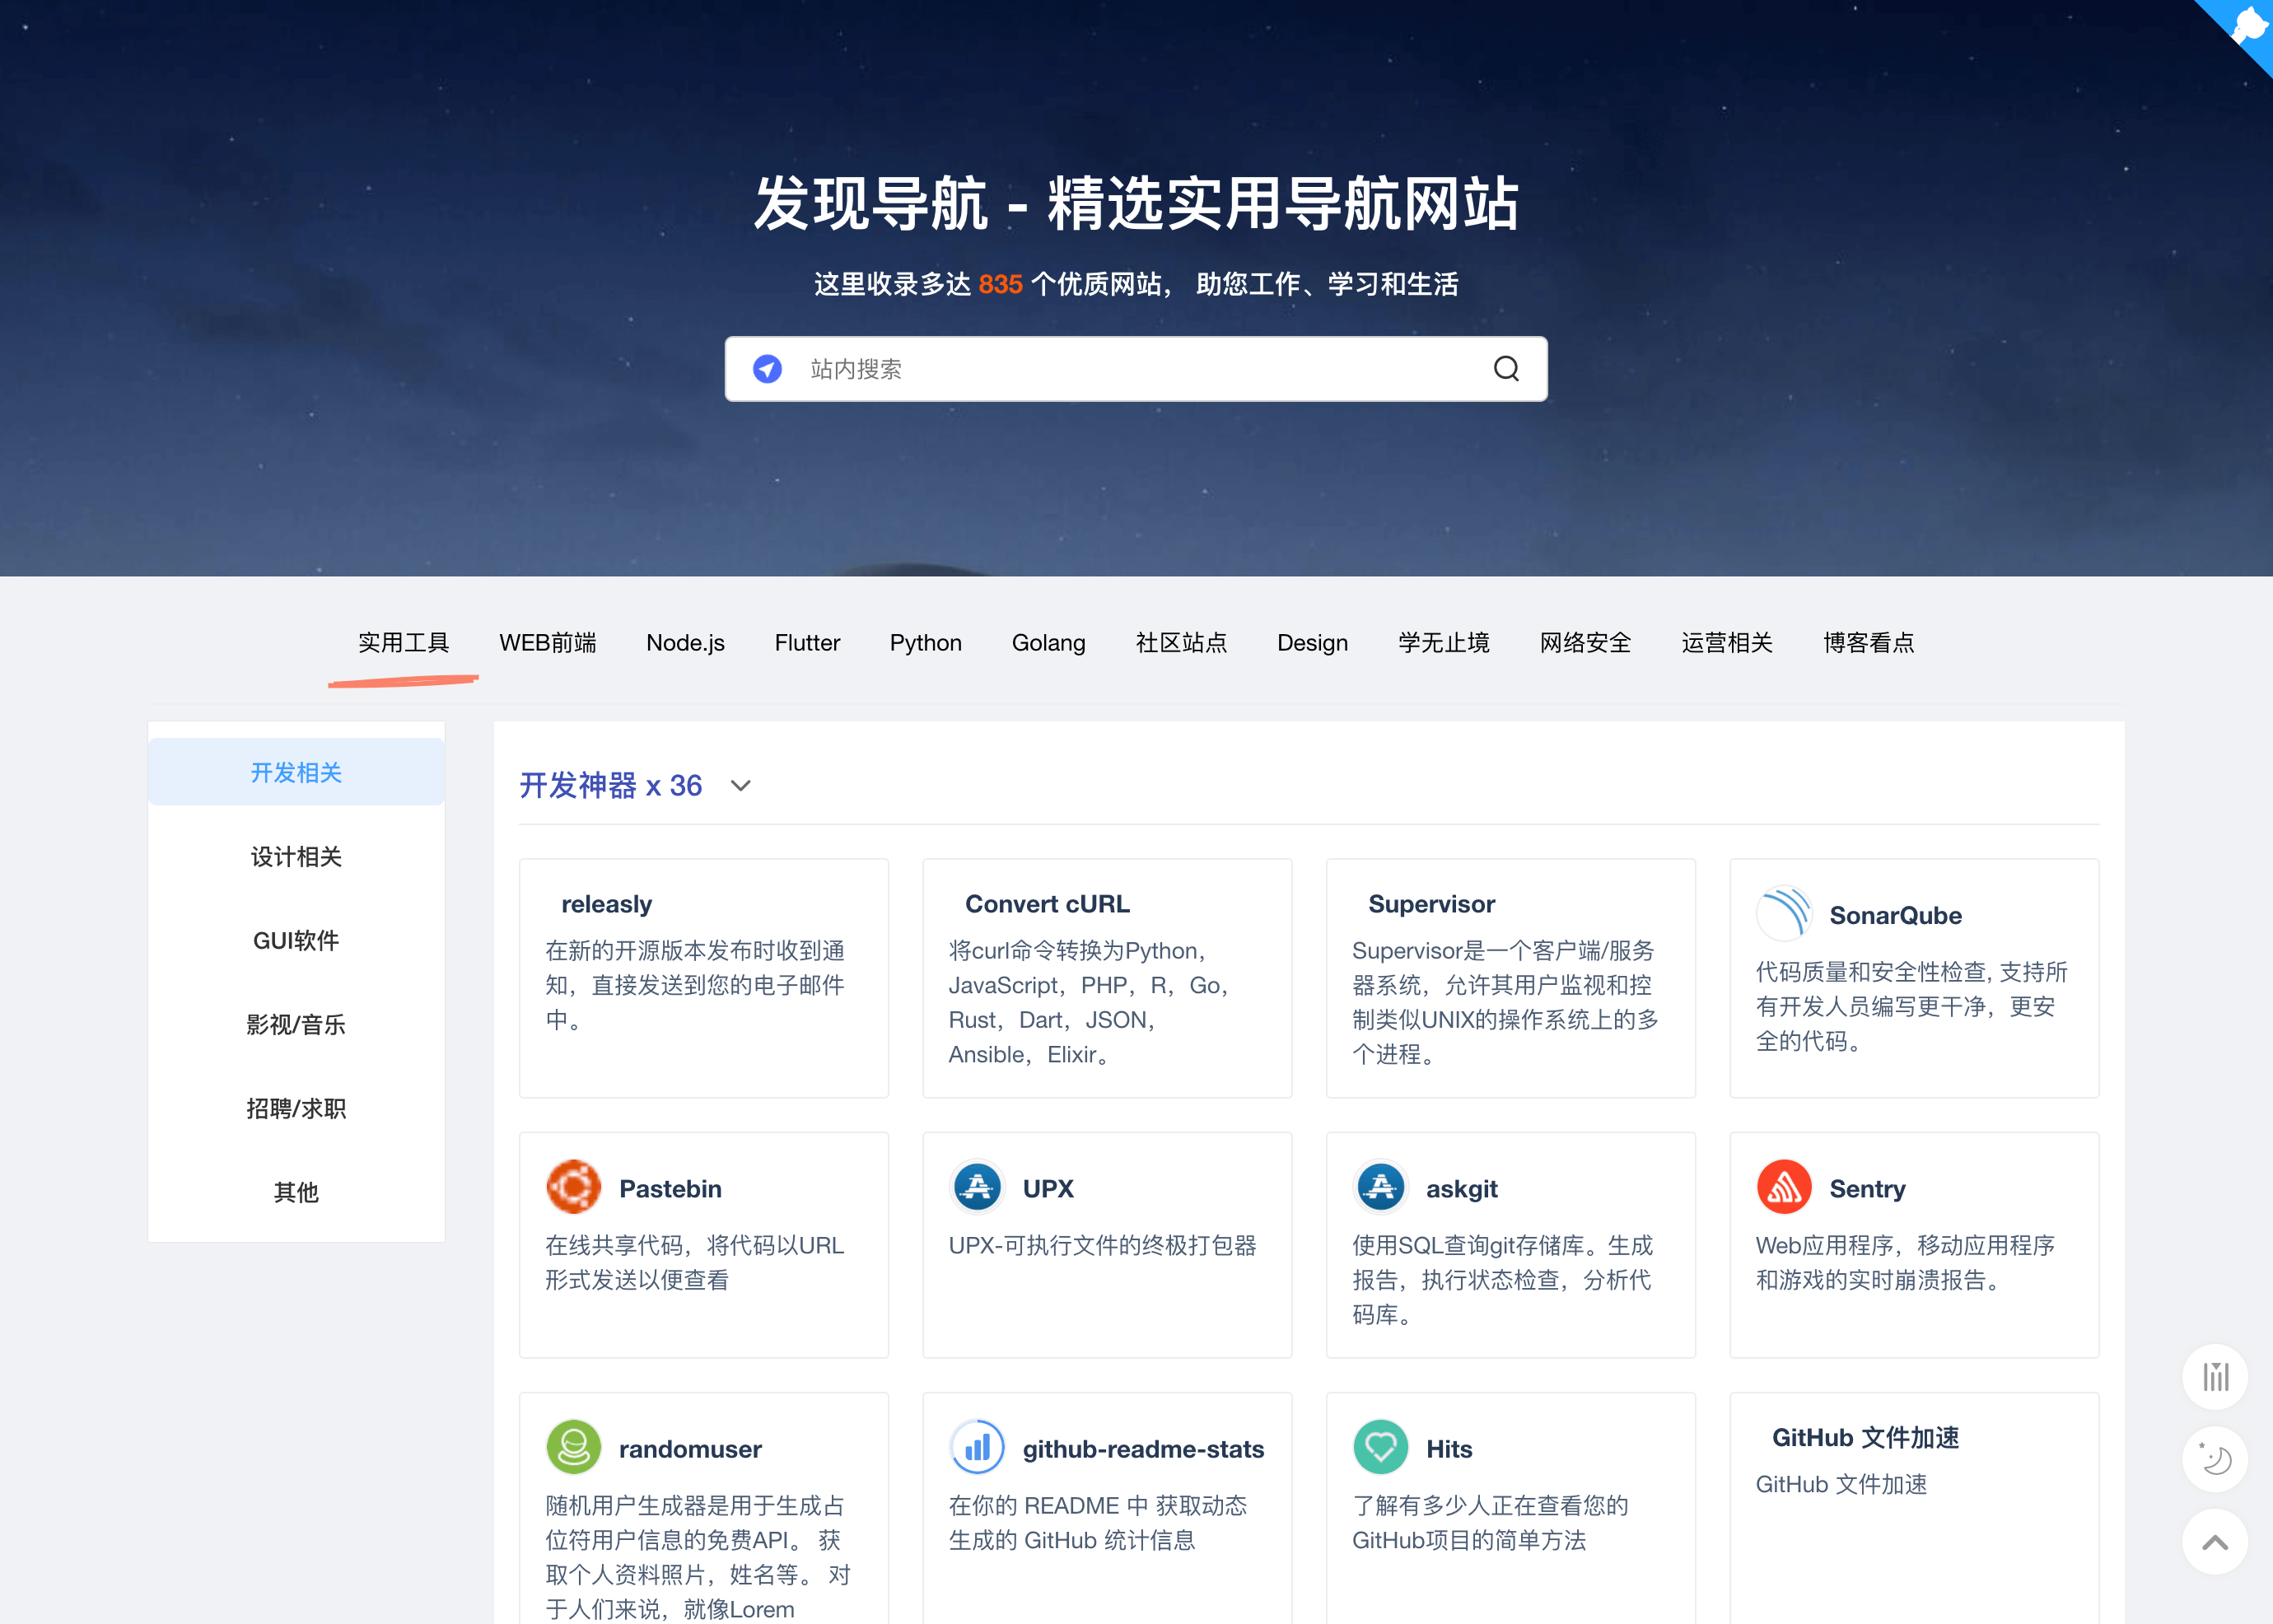 发现导航 - 精选实用导航网站
这里收录多达 835 个优质网站， 助您工作、学习和生活
站内搜索
实用工具 WEB前端 Node.js Flutter Python Golang 社区站点 Design 学无止境 网络安全 运营相关 博客看点
开发相关
设计相关
GUI软件
影视/音乐
招聘/求职
其他
开发神器 x 36
releasly
在新的开源版本发布时收到通
知，直接发送到您的电子邮件
中。
Convert cURL
将curl命令转换为Python，
JavaScript，PHP，R，Go，
Rust，Dart，JSON，
Ansible，Elixir。
Supervisor
Supervisor是一个客户端/服务
器系统，允许其用户监视和控
制类似UNIX的操作系统上的多
个进程。
SonarQube
代码质量和安全性检查, 支持所
有开发人员编写更干净，更安
全的代码。
Pastebin
在线共享代码，将代码以URL
形式发送以便查看
UPX
UPX-可执行文件的终极打包器
askgit
使用SQL查询git存储库。生成
报告，执行状态检查，分析代
码库。
Sentry
Web应用程序，移动应用程序
和游戏的实时崩溃报告。
randomuser
随机用户生成器是用于生成占
位符用户信息的免费API。 获
取个人资料照片，姓名等。 对
于人们来说，就像Lorem
github-readme-stats
在你的 README 中 获取动态
生成的 GitHub 统计信息
Hits
了解有多少人正在查看您的
GitHub项目的简单方法
GitHub 文件加速
GitHub 文件加速